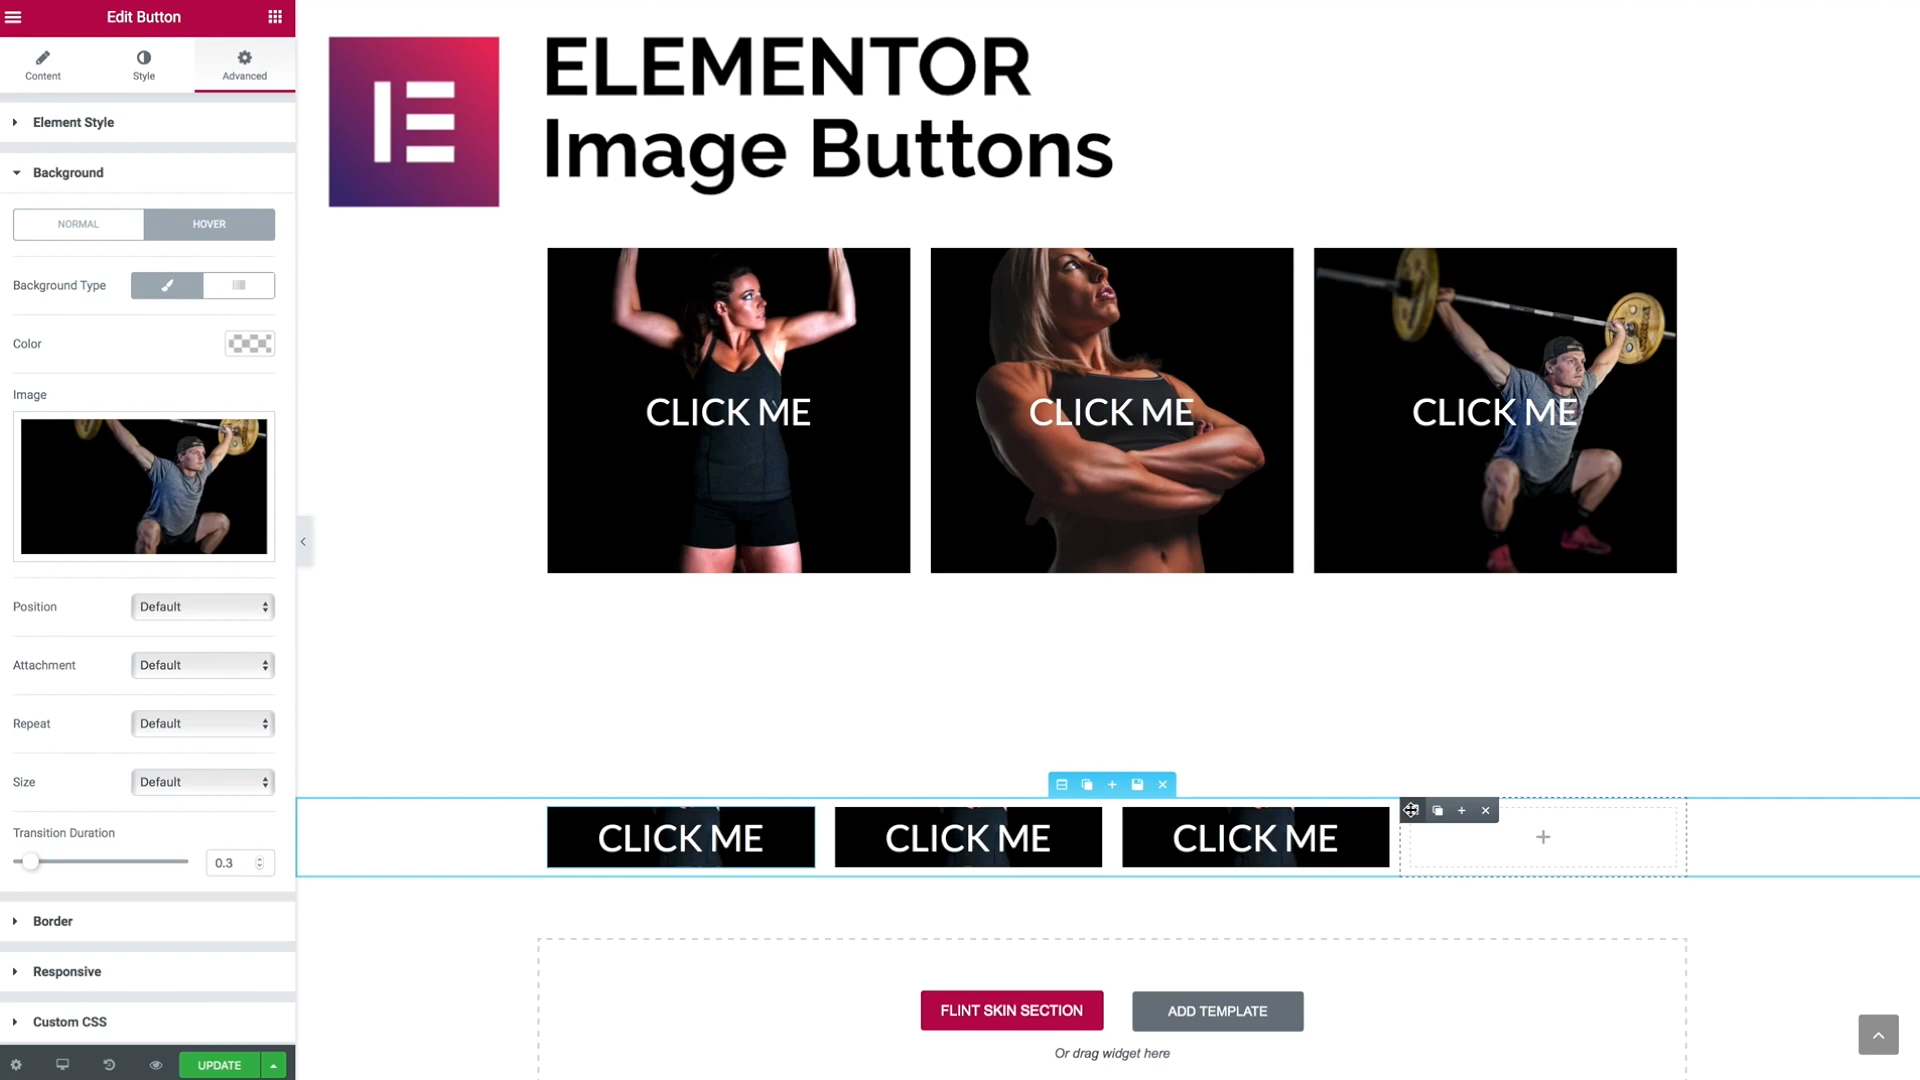 Edit Button
Content
Style
Advanced
Element Style
Background
NORMAL
HOVER
Background Type
Color
Image
Position
Default
Attachment
Default
Repeat
Default
Size
Default
Transition Duration
0.3
Border
Responsive
Custom CSS
UPDATE
ELEMENTOR
Image Buttons
CLICK ME
CLICK ME
CLICK ME
CLICK ME
CLICK ME
CLICK ME
FLINT SKIN SECTION
ADD TEMPLATE
Or drag widget here